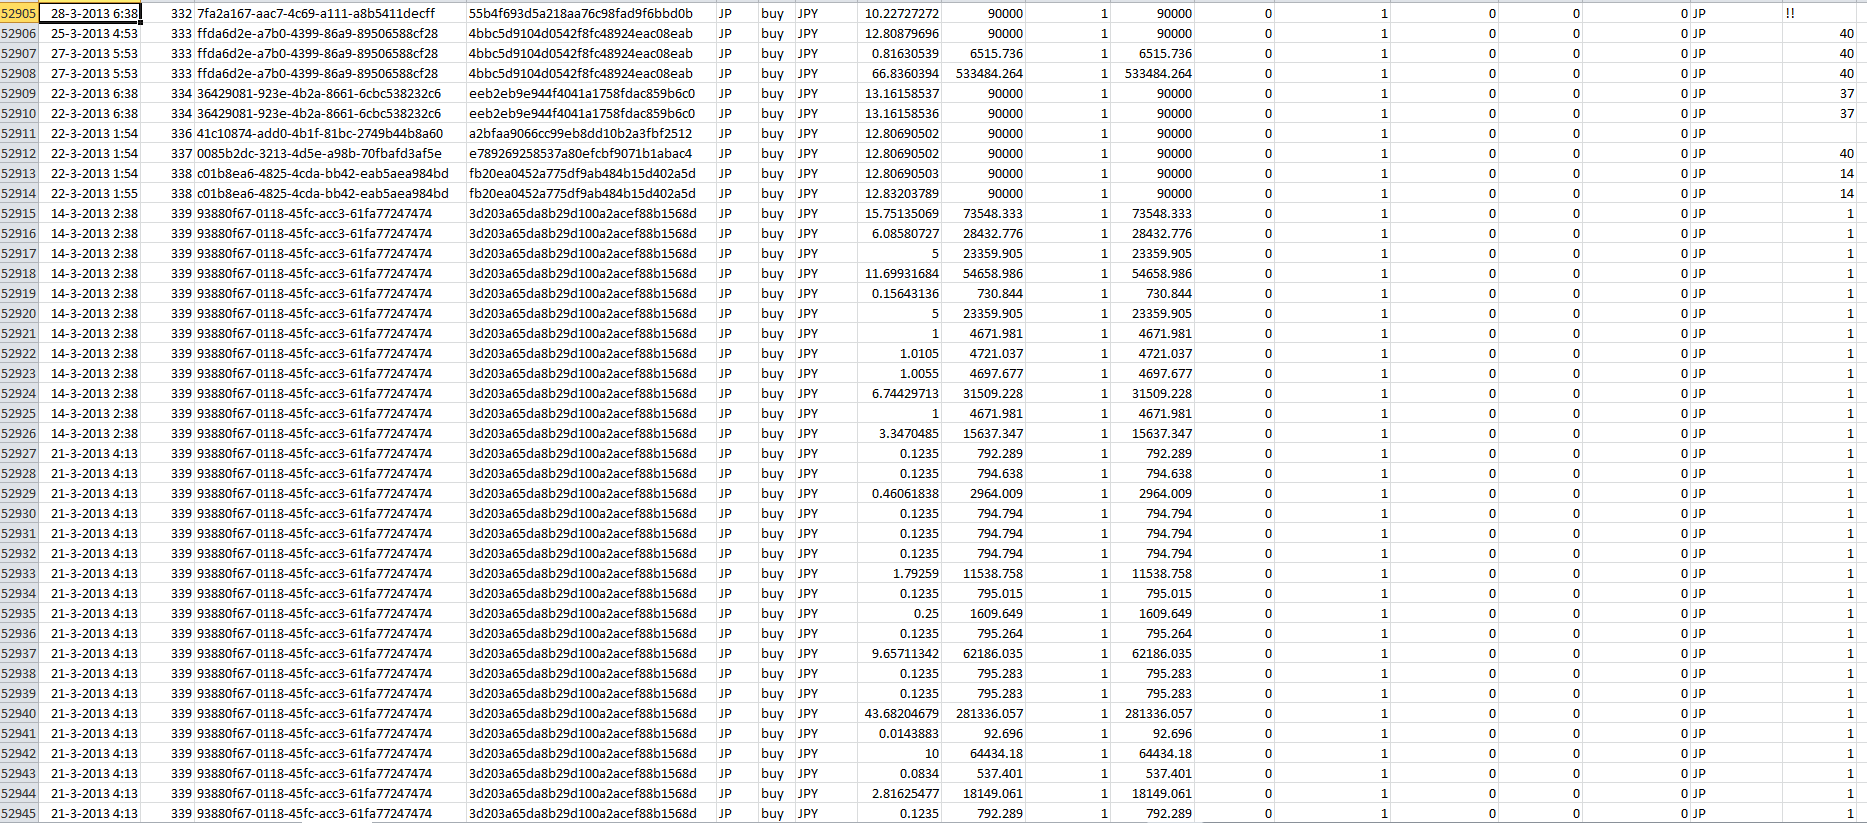 52905 28-3-2013 6:38 332 7fa2a167-aac7-4c69-a111-a8b5411decff 55b4f693d5a218aa76c98fad9f6bbd0b JP buy JPY 10.22727272 90000 1 90000 0 1 0 0 0 JP !!
52906 25-3-2013 4:53 333 ffda6d2e-a7b0-4399-86a9-89506588cf28 4bbc5d9104d0542f8fc48924eac08eab JP buy JPY 12.80879696 90000 1 90000 0 1 0 0 0 JP 40
52907 27-3-2013 5:53 333 ffda6d2e-a7b0-4399-86a9-89506588cf28 4bbc5d9104d0542f8fc48924eac08eab JP buy JPY 0.81630539 6515.736 1 6515.736 0 1 0 0 0 JP 40
52908 27-3-2013 5:53 333 ffda6d2e-a7b0-4399-86a9-89506588cf28 4bbc5d9104d0542f8fc48924eac08eab JP buy JPY 66.8360394 533484.264 1 533484.264 0 1 0 0 0 JP 40
52909 22-3-2013 6:38 334 36429081-923e-4b2a-8661-6cbc538232c6 eeb2eb9e944f4041a1758fdac859b6c0 JP buy JPY 13.16158537 90000 1 90000 0 1 0 0 0 JP 37
52910 22-3-2013 6:38 334 36429081-923e-4b2a-8661-6cbc538232c6 eeb2eb9e944f4041a1758fdac859b6c0 JP buy JPY 13.16158536 90000 1 90000 0 1 0 0 0 JP 37
52911 22-3-2013 1:54 336 41c10874-add0-4b1f-81bc-2749b44b8a60 a2bfaa9066cc99eb8dd10b2a3fbf2512 JP buy JPY 12.80690502 90000 1 90000 0 1 0 0 0 JP
52912 22-3-2013 1:54 337 0085b2dc-3213-4d5e-a98b-70fbafd3af5e e789269258537a80efcbf9071b1abac4 JP buy JPY 12.80690502 90000 1 90000 0 1 0 0 0 JP 40
52913 22-3-2013 1:54 338 c01b8ea6-4825-4cda-bb42-eab5aea984bd fb20ea0452a775df9ab484b15d402a5d JP buy JPY 12.80690503 90000 1 90000 0 1 0 0 0 JP 14
52914 22-3-2013 1:55 338 c01b8ea6-4825-4cda-bb42-eab5aea984bd fb20ea0452a775df9ab484b15d402a5d JP buy JPY 12.83203789 90000 1 90000 0 1 0 0 0 JP 14
52915 14-3-2013 2:38 339 93880f67-0118-45fc-acc3-61fa77247474 3d203a65da8b29d100a2acef88b1568d JP buy JPY 15.75135069 73548.333 1 73548.333 0 1 0 0 0 JP 1
52916 14-3-2013 2:38 339 93880f67-0118-45fc-acc3-61fa77247474 3d203a65da8b29d100a2acef88b1568d JP buy JPY 6.08580727 28432.776 1 28432.776 0 1 0 0 0 JP 1
52917 14-3-2013 2:38 339 93880f67-0118-45fc-acc3-61fa77247474 3d203a65da8b29d100a2acef88b1568d JP buy JPY 5 23359.905 1 23359.905 0 1 0 0 0 JP 1
52918 14-3-2013 2:38 339 93880f67-0118-45fc-acc3-61fa77247474 3d203a65da8b29d100a2acef88b1568d JP buy JPY 11.69931684 54658.986 1 54658.986 0 1 0 0 0 JP 1
52919 14-3-2013 2:38 339 93880f67-0118-45fc-acc3-61fa77247474 3d203a65da8b29d100a2acef88b1568d JP buy JPY 0.15643136 730.844 1 730.844 0 1 0 0 0 JP 1
52920 14-3-2013 2:38 339 93880f67-0118-45fc-acc3-61fa77247474 3d203a65da8b29d100a2acef88b1568d JP buy JPY 5 23359.905 1 23359.905 0 1 0 0 0 JP 1
52921 14-3-2013 2:38 339 93880f67-0118-45fc-acc3-61fa77247474 3d203a65da8b29d100a2acef88b1568d JP buy JPY 1 4671.981 1 4671.981 0 1 0 0 0 JP 1
52922 14-3-2013 2:38 339 93880f67-0118-45fc-acc3-61fa77247474 3d203a65da8b29d100a2acef88b1568d JP buy JPY 1.0105 4721.037 1 4721.037 0 1 0 0 0 JP 1
52923 14-3-2013 2:38 339 93880f67-0118-45fc-acc3-61fa77247474 3d203a65da8b29d100a2acef88b1568d JP buy JPY 1.0055 4697.677 1 4697.677 0 1 0 0 0 JP 1
52924 14-3-2013 2:38 339 93880f67-0118-45fc-acc3-61fa77247474 3d203a65da8b29d100a2acef88b1568d JP buy JPY 6.74429713 31509.228 1 31509.228 0 1 0 0 0 JP 1
52925 14-3-2013 2:38 339 93880f67-0118-45fc-acc3-61fa77247474 3d203a65da8b29d100a2acef88b1568d JP buy JPY 1 4671.981 1 4671.981 0 1 0 0 0 JP 1
52926 14-3-2013 2:38 339 93880f67-0118-45fc-acc3-61fa77247474 3d203a65da8b29d100a2acef88b1568d JP buy JPY 3.3470485 15637.347 1 15637.347 0 1 0 0 0 JP 1
52927 21-3-2013 4:13 339 93880f67-0118-45fc-acc3-61fa77247474 3d203a65da8b29d100a2acef88b1568d JP buy JPY 0.1235 792.289 1 792.289 0 1 0 0 0 JP 1
52928 21-3-2013 4:13 339 93880f67-0118-45fc-acc3-61fa77247474 3d203a65da8b29d100a2acef88b1568d JP buy JPY 0.1235 794.638 1 794.638 0 1 0 0 0 JP 1
52929 21-3-2013 4:13 339 93880f67-0118-45fc-acc3-61fa77247474 3d203a65da8b29d100a2acef88b1568d JP buy JPY 0.46061838 2964.009 1 2964.009 0 1 0 0 0 JP 1
52930 21-3-2013 4:13 339 93880f67-0118-45fc-acc3-61fa77247474 3d203a65da8b29d100a2acef88b1568d JP buy JPY 0.1235 794.794 1 794.794 0 1 0 0 0 JP 1
52931 21-3-2013 4:13 339 93880f67-0118-45fc-acc3-61fa77247474 3d203a65da8b29d100a2acef88b1568d JP buy JPY 0.1235 794.794 1 794.794 0 1 0 0 0 JP 1
52932 21-3-2013 4:13 339 93880f67-0118-45fc-acc3-61fa77247474 3d203a65da8b29d100a2acef88b1568d JP buy JPY 0.1235 794.794 1 794.794 0 1 0 0 0 JP 1
52933 21-3-2013 4:13 339 93880f67-0118-45fc-acc3-61fa77247474 3d203a65da8b29d100a2acef88b1568d JP buy JPY 1.79259 11538.758 1 11538.758 0 1 0 0 0 JP 1
52934 21-3-2013 4:13 339 93880f67-0118-45fc-acc3-61fa77247474 3d203a65da8b29d100a2acef88b1568d JP buy JPY 0.1235 795.015 1 795.015 0 1 0 0 0 JP 1
52935 21-3-2013 4:13 339 93880f67-0118-45fc-acc3-61fa77247474 3d203a65da8b29d100a2acef88b1568d JP buy JPY 0.25 1609.649 1 1609.649 0 1 0 0 0 JP 1
52936 21-3-2013 4:13 339 93880f67-0118-45fc-acc3-61fa77247474 3d203a65da8b29d100a2acef88b1568d JP buy JPY 0.1235 795.264 1 795.264 0 1 0 0 0 JP 1
52937 21-3-2013 4:13 339 93880f67-0118-45fc-acc3-61fa77247474 3d203a65da8b29d100a2acef88b1568d JP buy JPY 9.65711342 62186.035 1 62186.035 0 1 0 0 0 JP 1
52938 21-3-2013 4:13 339 93880f67-0118-45fc-acc3-61fa77247474 3d203a65da8b29d100a2acef88b1568d JP buy JPY 0.1235 795.283 1 795.283 0 1 0 0 0 JP 1
52939 21-3-2013 4:13 339 93880f67-0118-45fc-acc3-61fa77247474 3d203a65da8b29d100a2acef88b1568d JP buy JPY 0.1235 795.283 1 795.283 0 1 0 0 0 JP 1
52940 21-3-2013 4:13 339 93880f67-0118-45fc-acc3-61fa77247474 3d203a65da8b29d100a2acef88b1568d JP buy JPY 43.68204679 281336.057 1 281336.057 0 1 0 0 0 JP 1
52941 21-3-2013 4:13 339 93880f67-0118-45fc-acc3-61fa77247474 3d203a65da8b29d100a2acef88b1568d JP buy JPY 0.0143883 92.696 1 92.696 0 1 0 0 0 JP 1
52942 21-3-2013 4:13 339 93880f67-0118-45fc-acc3-61fa77247474 3d203a65da8b29d100a2acef88b1568d JP buy JPY 10 64434.18 1 64434.18 0 1 0 0 0 JP 1
52943 21-3-2013 4:13 339 93880f67-0118-45fc-acc3-61fa77247474 3d203a65da8b29d100a2acef88b1568d JP buy JPY 0.0834 537.401 1 537.401 0 1 0 0 0 JP 1
52944 21-3-2013 4:13 339 93880f67-0118-45fc-acc3-61fa77247474 3d203a65da8b29d100a2acef88b1568d JP buy JPY 2.81625477 18149.061 1 18149.061 0 1 0 0 0 JP 1
52945 21-3-2013 4:13 339 93880f67-0118-45fc-acc3-61fa77247474 3d203a65da8b29d100a2acef88b1568d JP buy JPY 0.1235 792.289 1 792.289 0 1 0 0 0 JP 1